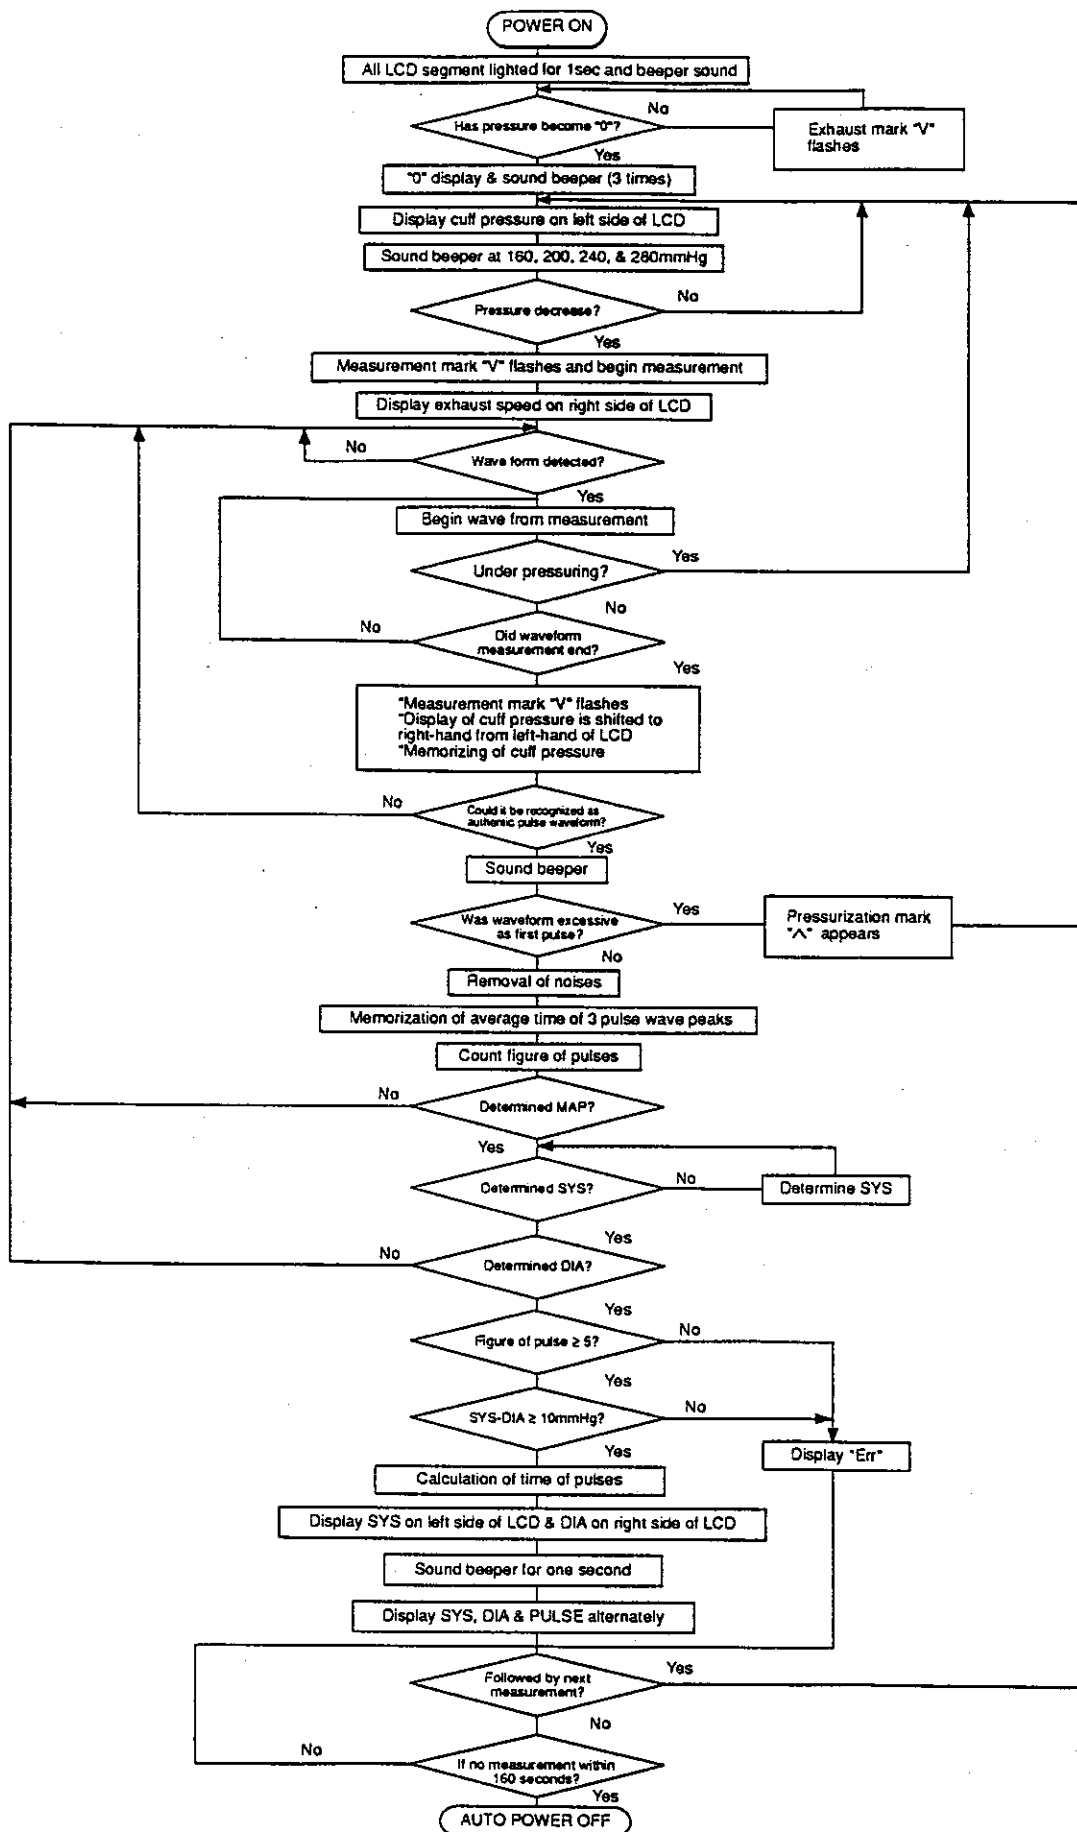 POWER ON
All LCD segment lighted for 1sec and beeper sound
No
Has pressure become "0"?
Exhaust mark "V"
flashes
Yes
"0" display & sound beeper (3 times)
Display cuff pressure on left side of LCD
Sound beeper at 160, 200, 240, & 280mmHg
No
Pressure decrease?
Yes
Measurement mark "V" flashes and begin measurement
Display exhaust speed on right side of LCD
No
Wave form detected?
Yes
Begin wave from measurement
Yes
Under pressuring?
No
No
Did waveform
measurement end?
Yes
"Measurement mark "V" flashes
"Display of cuff pressure is shifted to
right-hand from left-hand of LCD
"Memorizing of cuff pressure
No
Could it be recognized as
authentic pulse waveform?
Yes
Sound beeper
Yes
Was waveform excessive
as first pulse?
Pressurization mark
"Λ" appears
No
Removal of noises
Memorization of average time of 3 pulse wave peaks
Count figure of pulses
No
Determined MAP?
Yes
No
Determined SYS?
Determine SYS
Yes
No
Determined DIA?
Yes
No
Figure of pulse ≥ 5?
Yes
No
SYS-DIA ≥ 10mmHg?
Yes
Display "Err"
Calculation of time of pulses
Display SYS on left side of LCD & DIA on right side of LCD
Sound beeper for one second
Display SYS, DIA & PULSE alternately
Yes
Followed by next
measurement?
No
No
If no measurement within
160 seconds?
Yes
AUTO POWER OFF